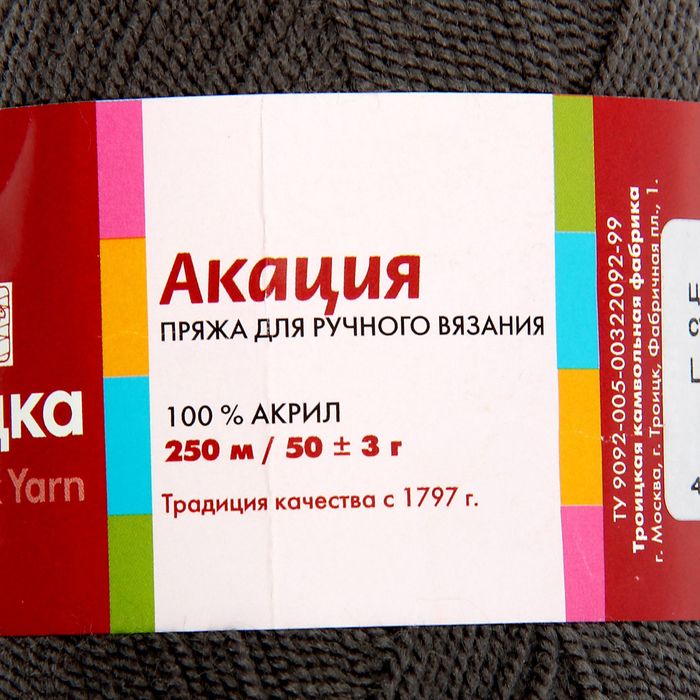 Акация
ПРЯЖА ДЛЯ РУЧНОГО ВЯЗАНИЯ
100 % АКРИЛ
250 м / 50 ± 3 г
Традиция качества с 1797 г.
Yarn
ТУ 9092-005-00322092-99
Троицкая камвольная фабрика
г. Москва, г. Троицк, Фабричная пл., 1.